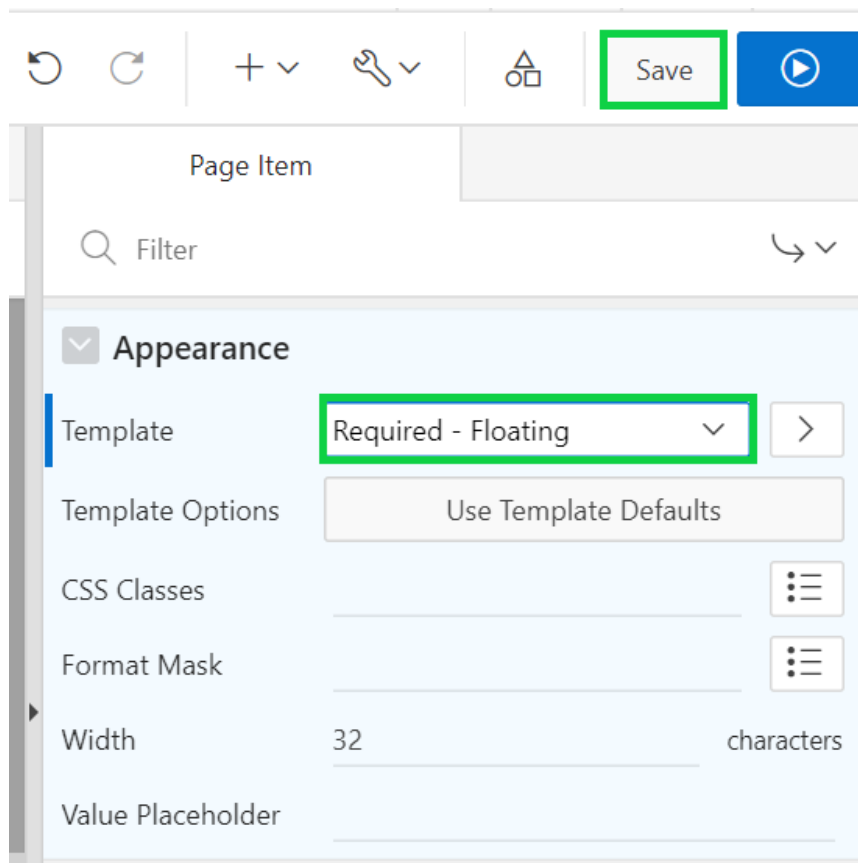 Save
Page Item
Filter
Appearance
Template Required - Floating
Template Options Use Template Defaults
CSS Classes
Format Mask
Width 32 characters
Value Placeholder